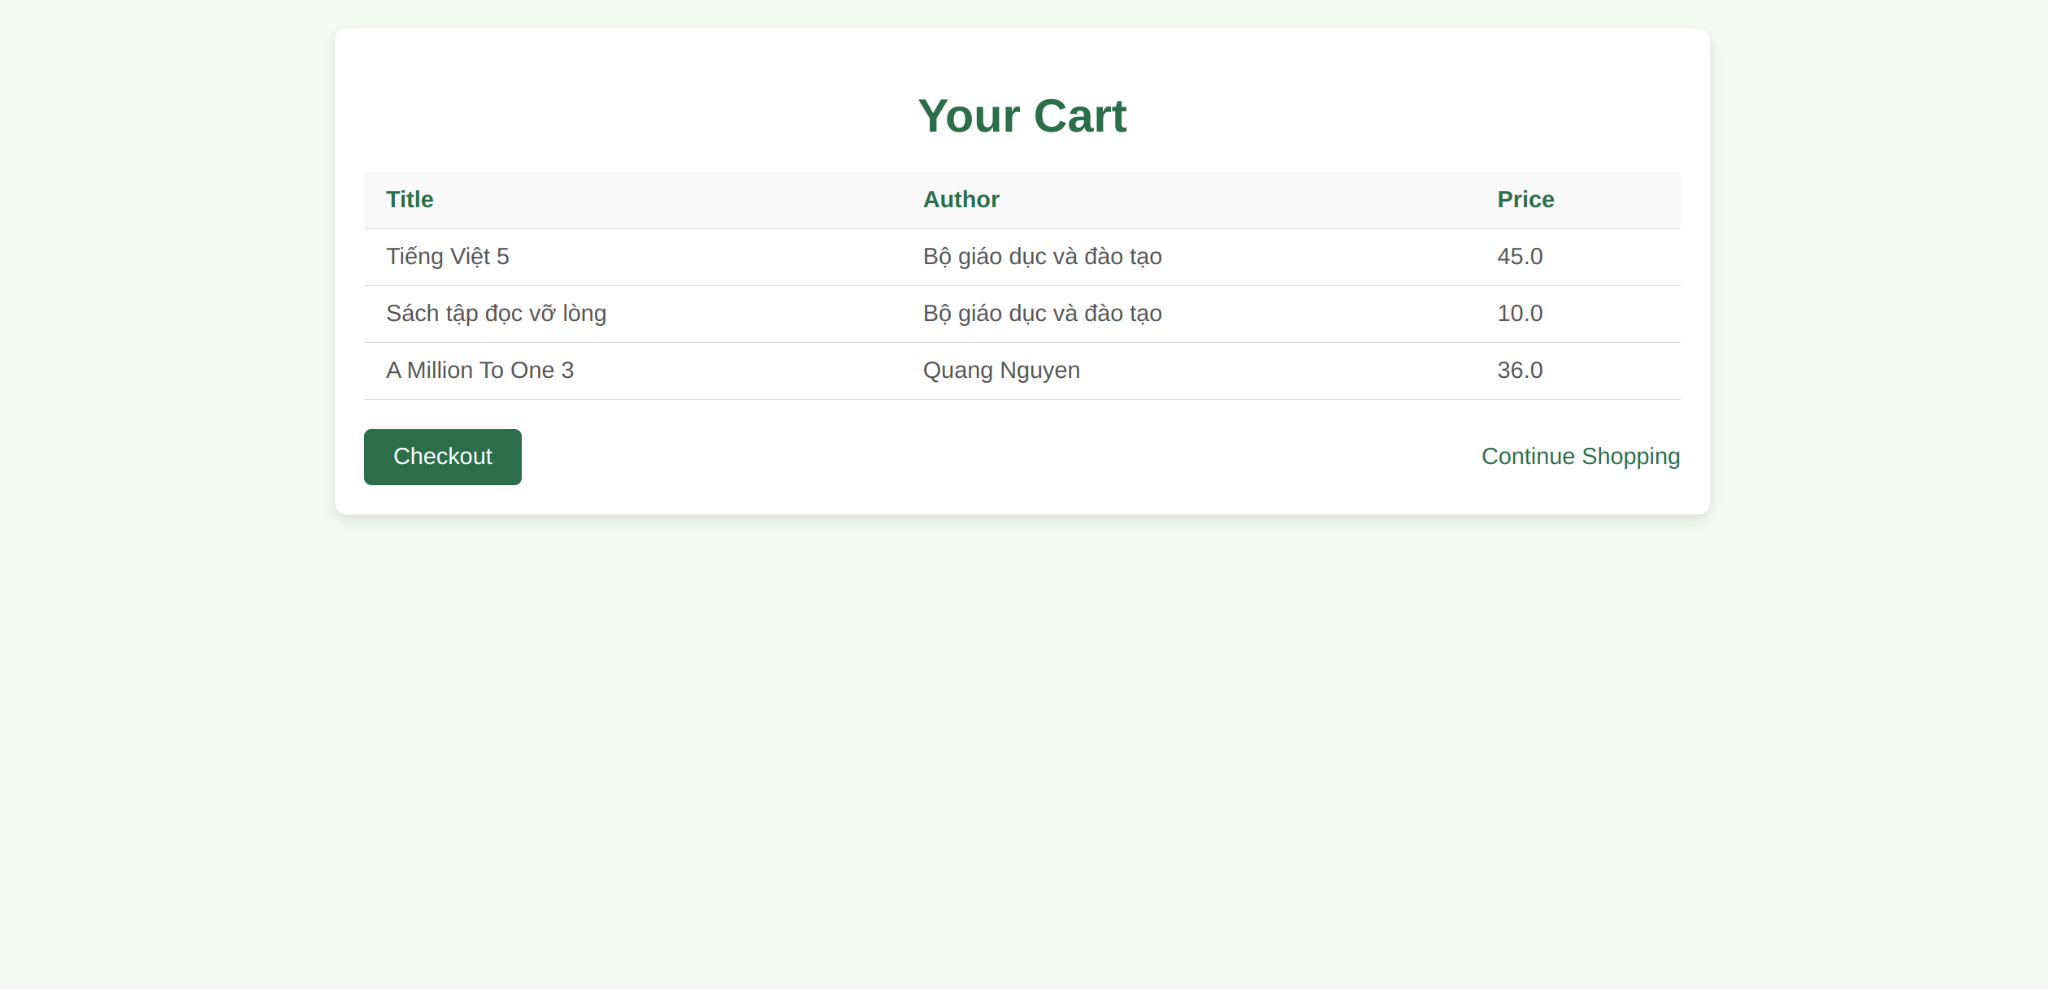 Your Cart
Title Author Price
Tiếng Việt 5 Bộ giáo dục và đào tạo 45.0
Sách tập đọc vỡ lòng Bộ giáo dục và đào tạo 10.0
A Million To One 3 Quang Nguyen 36.0
Checkout Continue Shopping